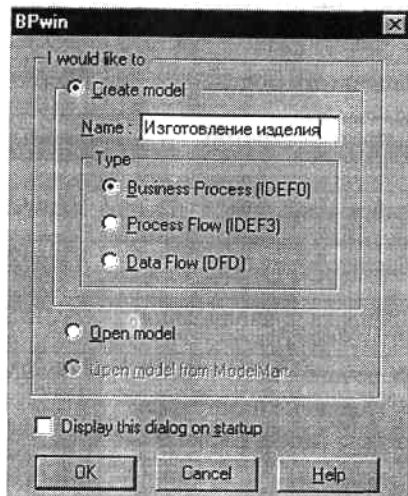 BPwin
I would like to
Create model
Name : Изготовление изделия
Type
Business Process (IDEF0)
Process Flow (IDEF3)
Data Flow (DFD)
Open model
Open model from ModelMart
Display this dialog on startup
OK
Cancel
Help